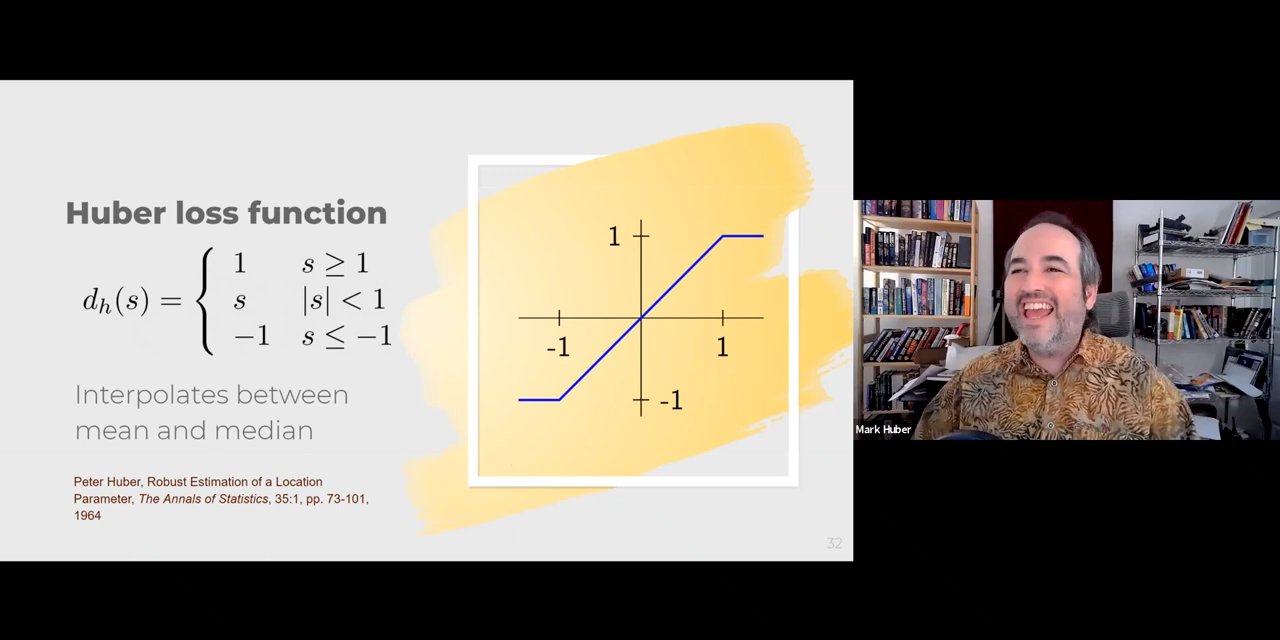 Huber loss function
d_h(s) = { 1 s ≥ 1
s |s| < 1
−1 s ≤ −1
Interpolates between
mean and median
Peter Huber, Robust Estimation of a Location
Parameter, The Annals of Statistics, 35:1, pp. 73-101,
1964
1
-1
1
-1
32
Mark Huber